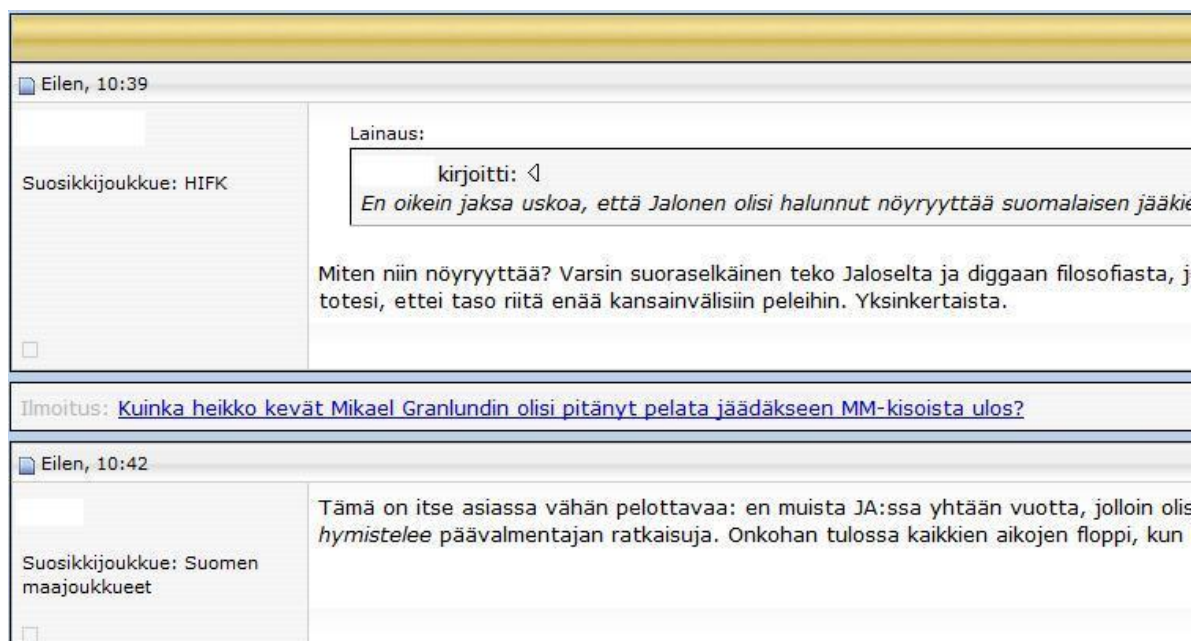 Eilen, 10:39
Suosikkijoukkue: HIFK
Lainaus:
kirjoitti:
En oikein jaksa uskoa, että Jalonen olisi halunnut nöyryyttää suomalaisen jääkie
Miten niin nöyryyttää? Varsin suoraselkäinen teko Jaloselta ja diggaan filosofiasta, j
totesi, ettei taso riitä enää kansainvälisiin peleihin. Yksinkertaista.
Ilmoitus: Kuinka heikko kevät Mikael Granlundin olisi pitänyt pelata jäädäkseen MM-kisoista ulos?
Eilen, 10:42
Suosikkijoukkue: Suomen
maajoukkueet
Tämä on itse asiassa vähän pelottavaa: en muista JA:ssa yhtään vuotta, jolloin olis
hymistelee päävalmentajan ratkaisuja. Onkohan tulossa kaikkien aikojen floppi, kun